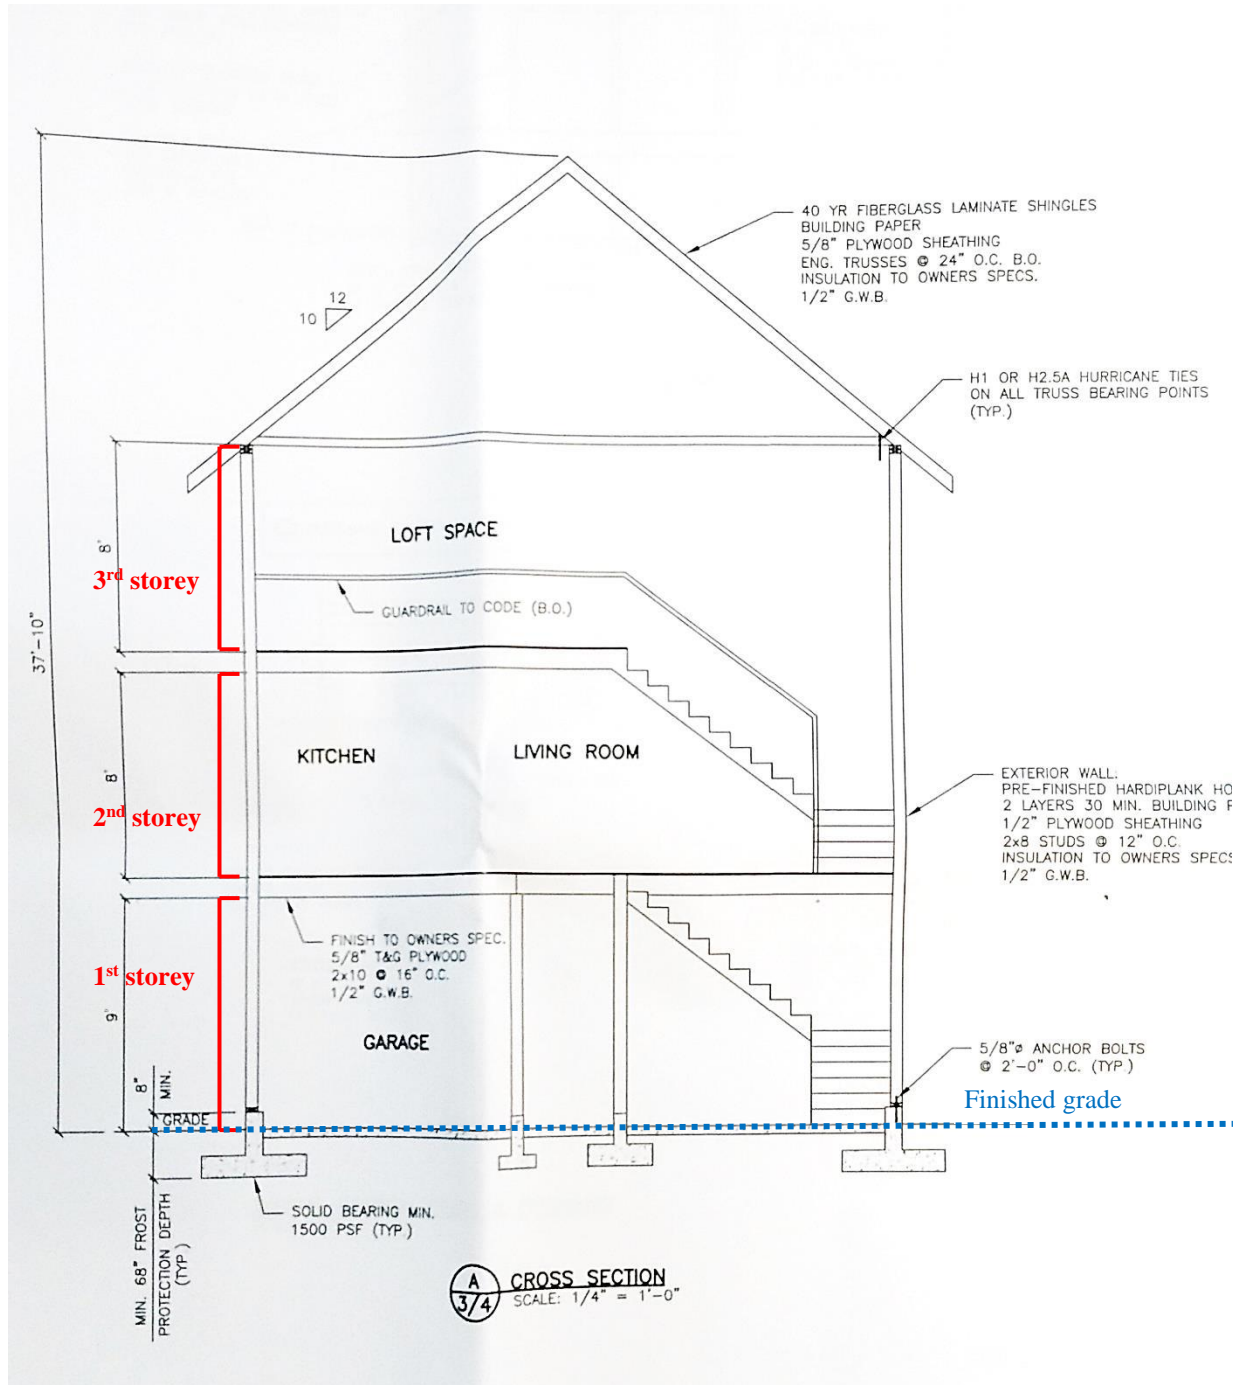 40 YR FIBERGLASS LAMINATE SHINGLES
BUILDING PAPER
5/8" PLYWOOD SHEATHING
ENG. TRUSSES @ 24" O.C. B.O.
INSULATION TO OWNERS SPECS.
1/2" G.W.B.
12
10
H1 OR H2.5A HURRICANE TIES
ON ALL TRUSS BEARING POINTS
(TYP.)
LOFT SPACE
8'
3rd storey
GUARDRAIL TO CODE (B.O.)
37'-10"
KITCHEN
LIVING ROOM
8'
2nd storey
EXTERIOR WALL:
PRE-FINISHED HARDIPLANK HO
2 LAYERS 30 MIN. BUILDING
1/2" PLYWOOD SHEATHING
2x8 STUDS @ 12" O.C.
INSULATION TO OWNERS SPECS
1/2" G.W.B.
FINISH TO OWNERS SPEC.
5/8" T&G PLYWOOD
2x10 @ 16" O.C.
1/2" G.W.B.
1st storey
9'
GARAGE
5/8"ø ANCHOR BOLTS
@ 2'-0" O.C. (TYP.)
8"
MIN.
GRADE
Finished grade
SOLID BEARING MIN.
1500 PSF (TYP.)
MIN. 68" FROST
PROTECTION DEPTH
(TYP.)
A
3/4
CROSS SECTION
SCALE: 1/4" = 1'-0"